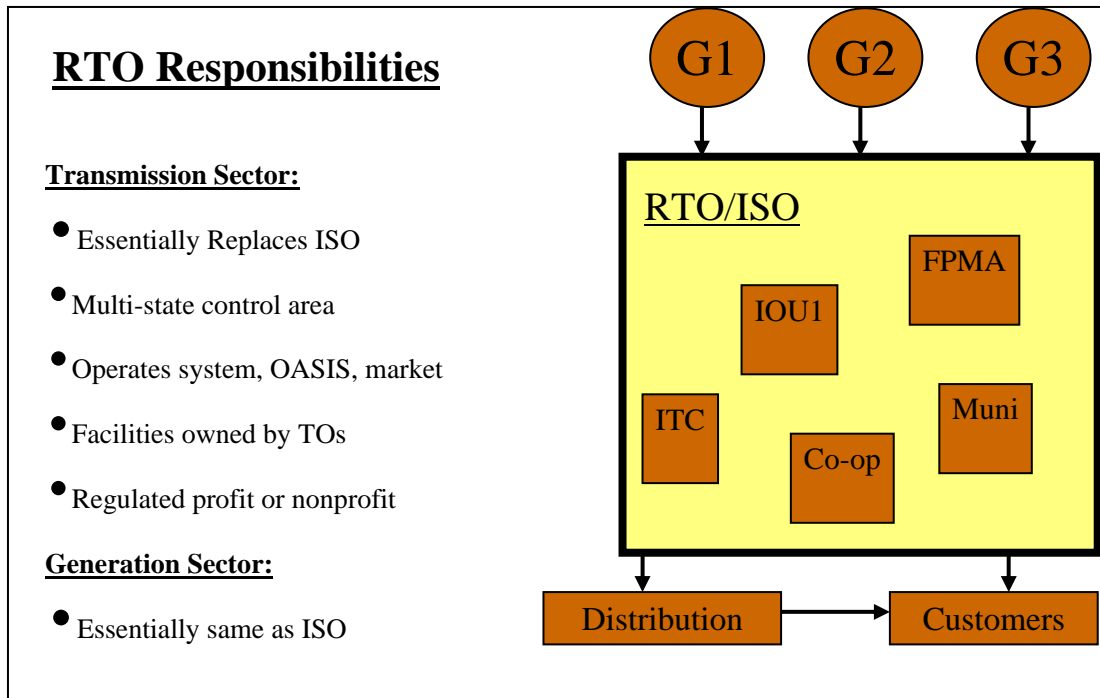 RTO Responsibilities
Transmission Sector:
• Essentially Replaces ISO
• Multi-state control area
• Operates system, OASIS, market
• Facilities owned by TOs
• Regulated profit or nonprofit
Generation Sector:
• Essentially same as ISO
G1
G2
G3
RTO/ISO
FPMA
IOU1
ITC
Muni
Co-op
Distribution
Customers